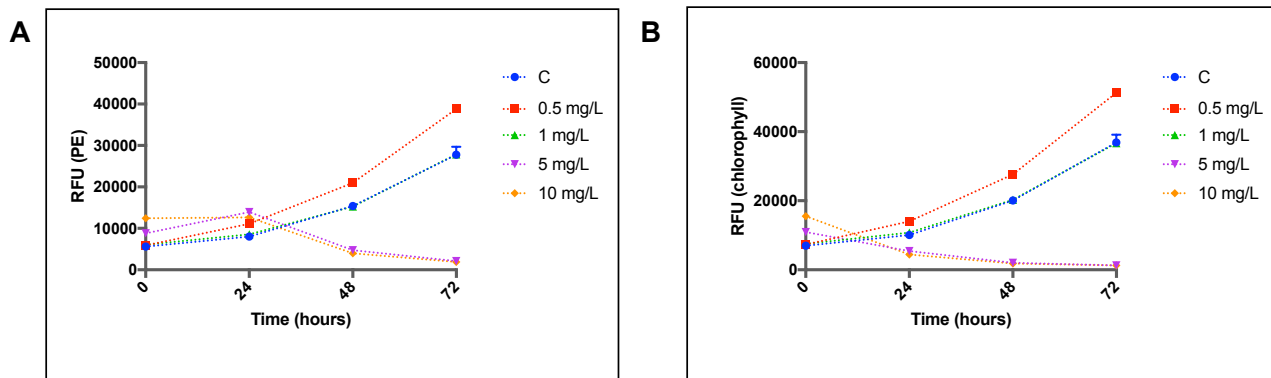 A
RFU (PE)
50000
40000
30000
20000
10000
0
0
24
48
72
Time (hours)
C
0.5 mg/L
1 mg/L
5 mg/L
10 mg/L
B
RFU (chlorophyll)
60000
40000
20000
0
0
24
48
72
Time (hours)
C
0.5 mg/L
1 mg/L
5 mg/L
10 mg/L